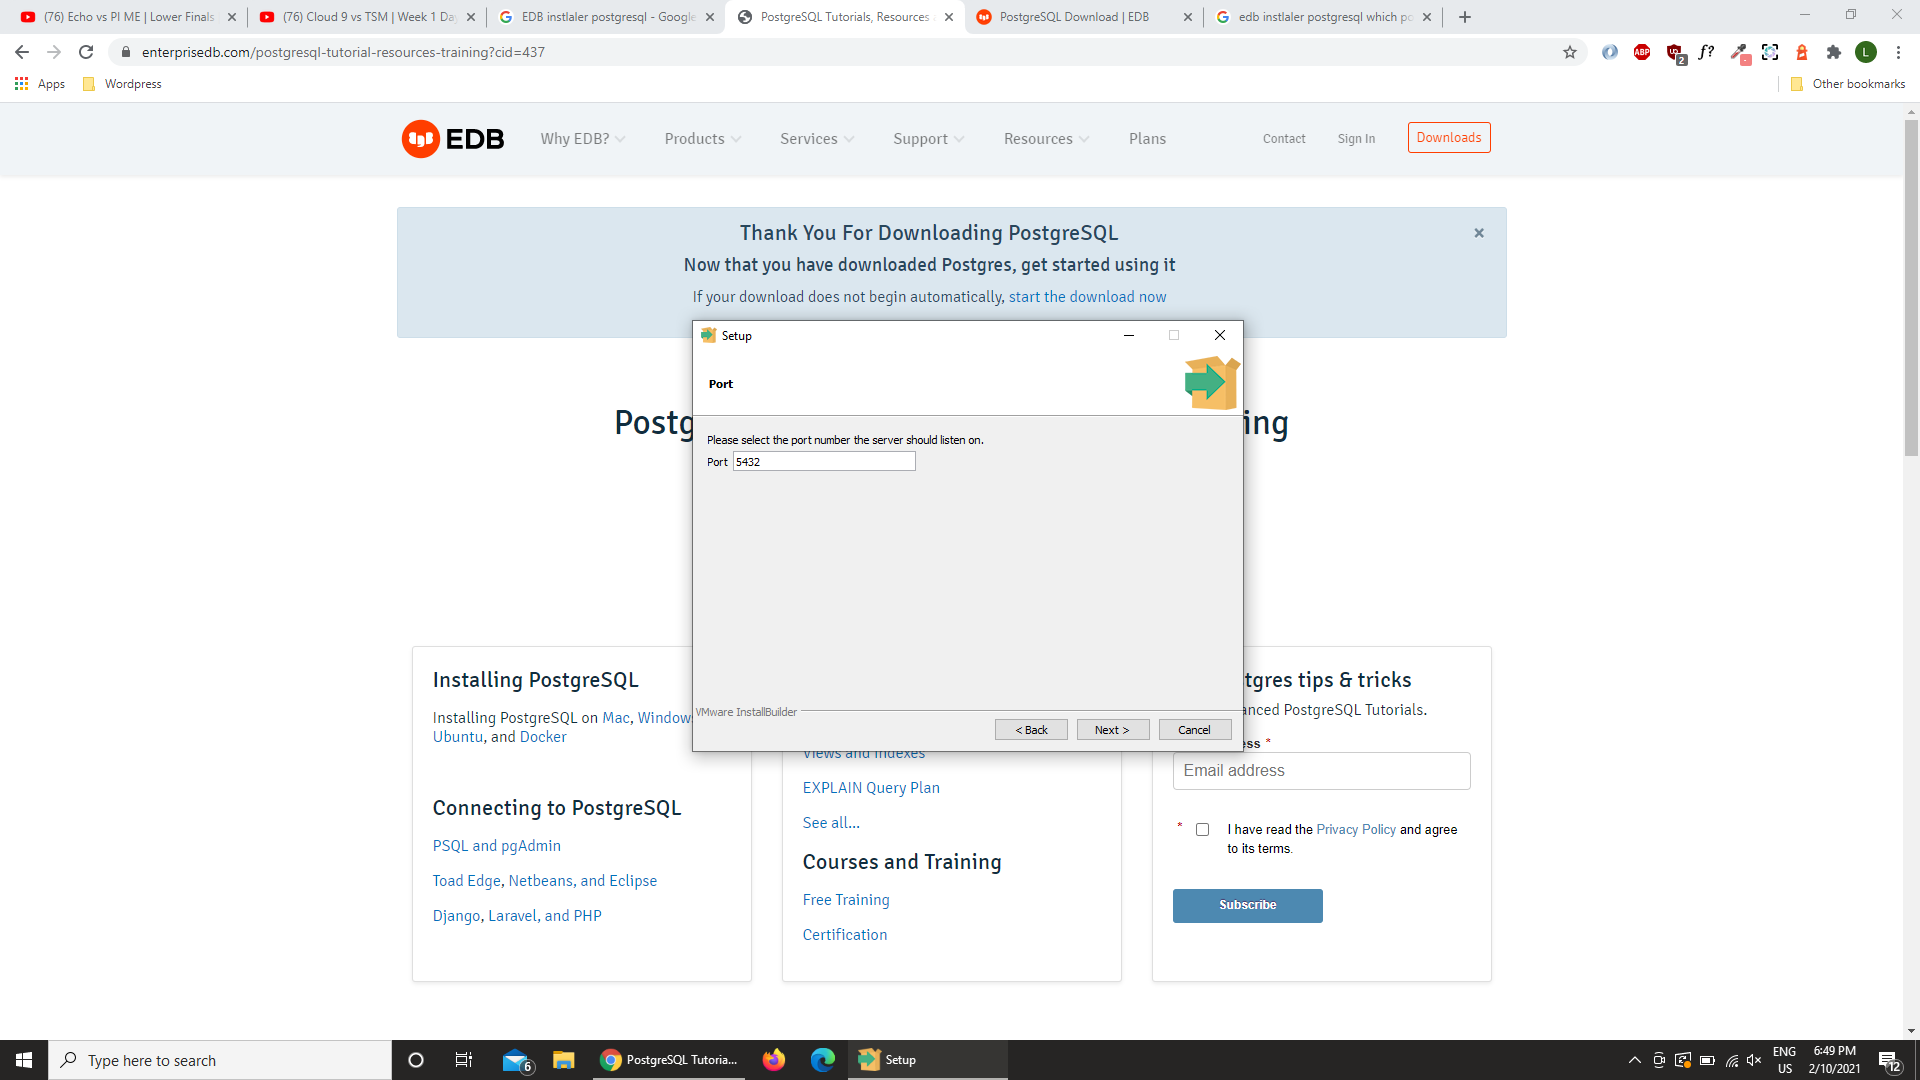 (76) Echo vs PI ME | Lower Finals
(76) Cloud 9 vs TSM | Week 1 Da
EDB instlaler postgresql - Google
PostgreSQL Tutorials, Resources
PostgreSQL Download | EDB
edb instlaler postgresql which po
enterprisedb.com/postgresql-tutorial-resources-training?cid=437
ABP
2
f?
L
Apps
Wordpress
Other bookmarks
EDB
Why EDB?
Products
Services
Support
Resources
Plans
Contact
Sign In
Downloads
Thank You For Downloading PostgreSQL
Now that you have downloaded Postgres, get started using it
If your download does not begin automatically, start the download now
Setup
Port
Postg
ing
Please select the port number the server should listen on.
Port 5432
VMware InstallBuilder
< Back
Next >
Cancel
Installing PostgreSQL
Installing PostgreSQL on Mac, Windows
Ubuntu, and Docker
Connecting to PostgreSQL
PSQL and pgAdmin
Toad Edge, Netbeans, and Eclipse
Django, Laravel, and PHP
Views and Indexes
EXPLAIN Query Plan
See all...
Courses and Training
Free Training
Certification
tgres tips & tricks
anced PostgreSQL Tutorials.
ess *
Email address
* I have read the Privacy Policy and agree
to its terms.
Subscribe
Type here to search
6
PostgreSQL Tutoria...
Setup
ENG
US
6:49 PM
2/10/2021
12